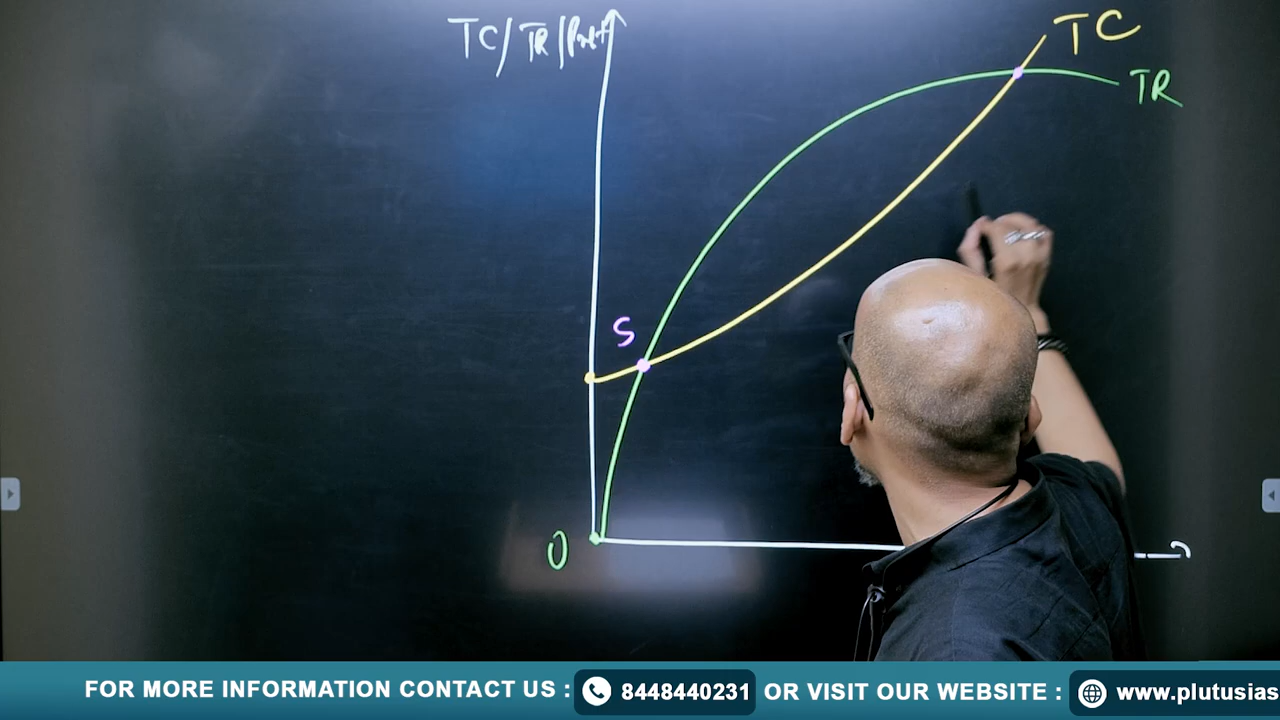 TC/TR/
TC
TR
S
O
FOR MORE INFORMATION CONTACT US : 8448440231 OR VISIT OUR WEBSITE : www.plutusias